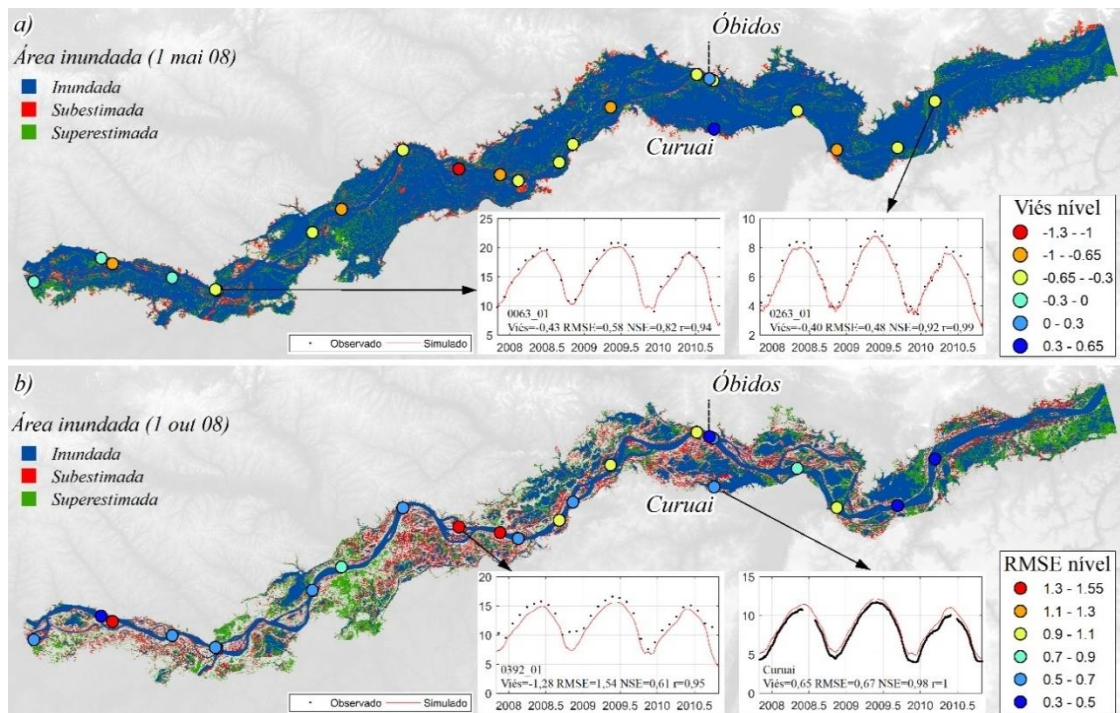 a)
Óbidos
Área inundada (1 mai 08)
Inundada
Subestimada
Superestimada
Curuai
Viés nível
-1.3 - -1
-1 - -0.65
-0.65 - -0.3
-0.3 - 0
0 - 0.3
0.3 - 0.65
25
20
15
10
5
0063_01
Viés=-0,43 RMSE=0,58 NSE=0,82 r=0,94
2008 2008.5 2009 2009.5 2010 2010.5
10
8
6
4
2
0263_01
Viés=-0,40 RMSE=0,48 NSE=0,92 r=0,99
2008 2008.5 2009 2009.5 2010 2010.5
Observado Simulado
b)
Óbidos
Área inundada (1 out 08)
Inundada
Subestimada
Superestimada
Curuai
RMSE nível
1.3 - 1.55
1.1 - 1.3
0.9 - 1.1
0.7 - 0.9
0.5 - 0.7
0.3 - 0.5
20
15
10
5
0
0392_01
Viés=-1,28 RMSE=1,54 NSE=0,61 r=0,95
2008 2008.5 2009 2009.5 2010 2010.5
15
10
5
0
Curuai
Viés=0,65 RMSE=0,67 NSE=0,98 r=1
2008 2008.5 2009 2009.5 2010 2010.5
Observado Simulado